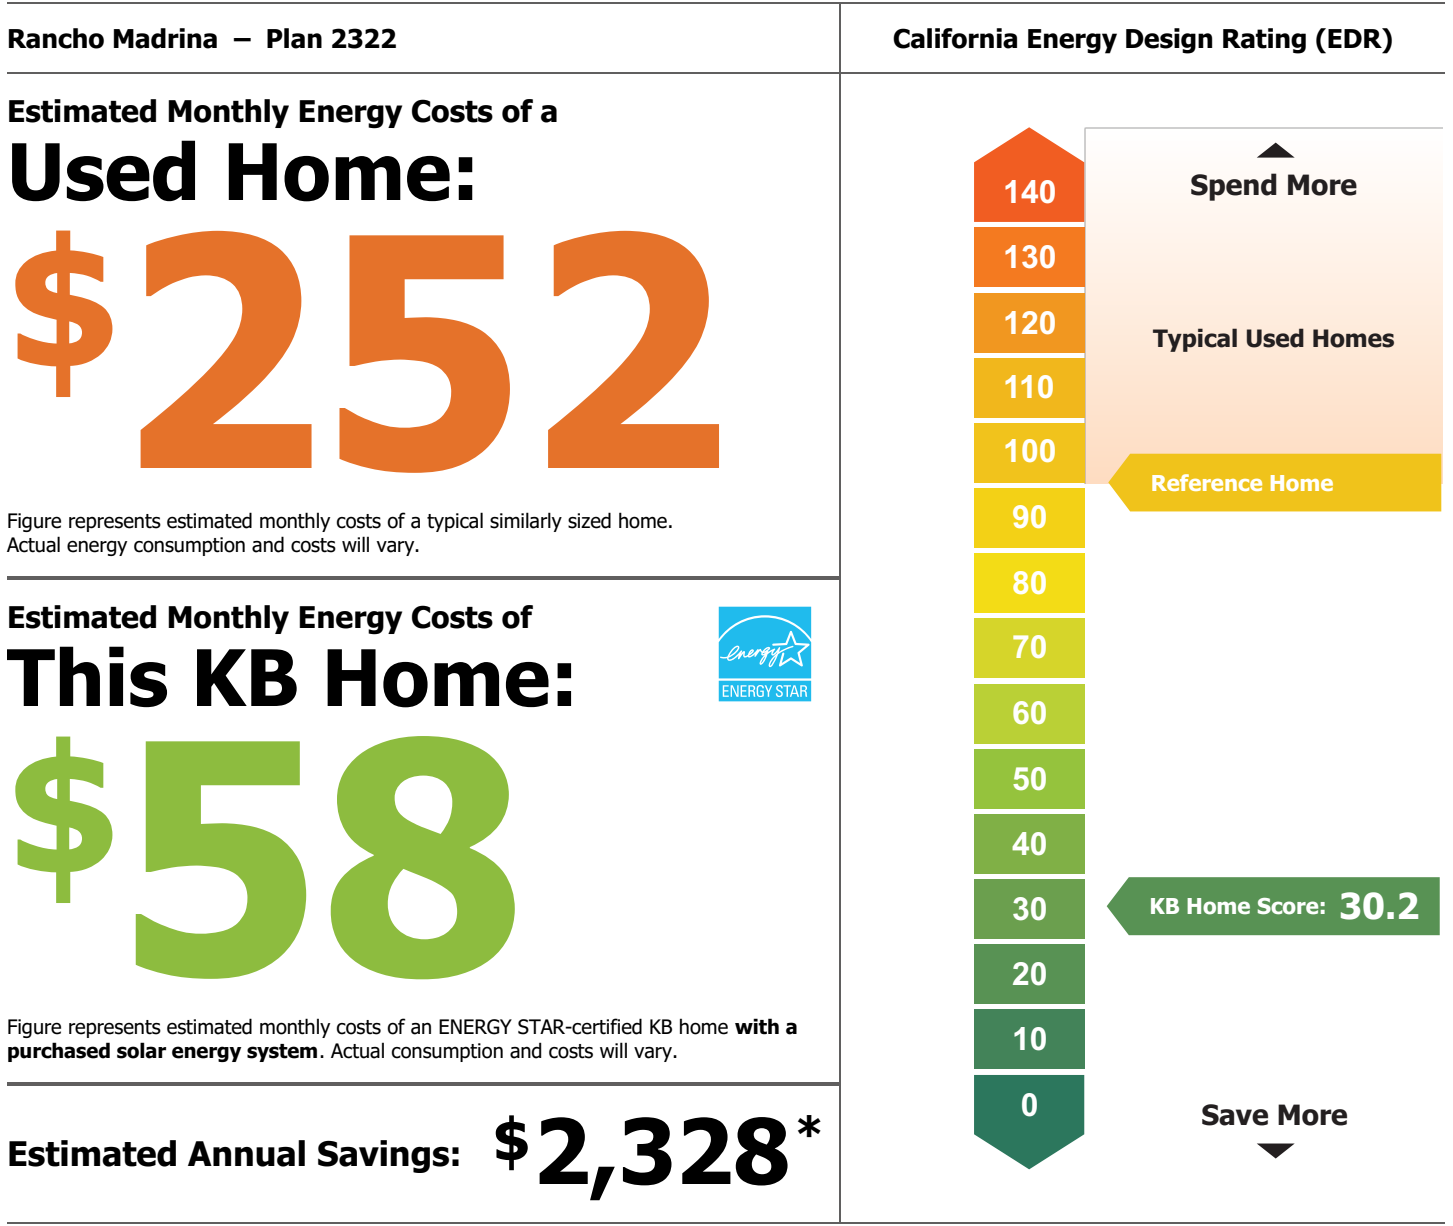 Rancho Madrina – Plan 2322
Estimated Monthly Energy Costs of a
Used Home:
$252
Figure represents estimated monthly costs of a typical similarly sized home.
Actual energy consumption and costs will vary.
Estimated Monthly Energy Costs of
This KB Home:
energy
ENERGY STAR
$58
Figure represents estimated monthly costs of an ENERGY STAR-certified KB home with a
purchased solar energy system. Actual consumption and costs will vary.
Estimated Annual Savings: $2,328*
California Energy Design Rating (EDR)
140
130
120
110
100
90
80
70
60
50
40
30
20
10
0
Spend More
Typical Used Homes
Reference Home
KB Home Score: 30.2
Save More